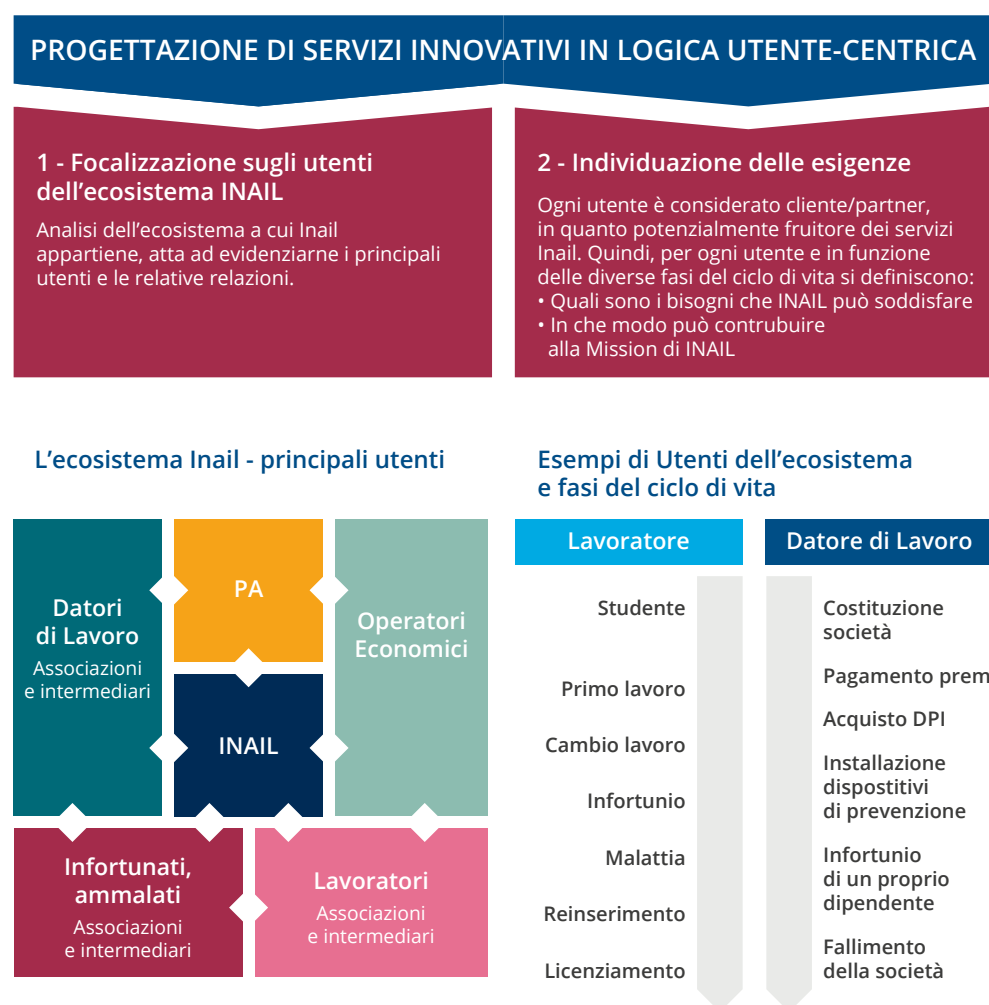 PROGETTAZIONE DI SERVIZI INNOVATIVI IN LOGICA UTENTE-CENTRICA
1 - Focalizzazione sugli utenti
dell’ecosistema INAIL
Analisi dell’ecosistema a cui Inail
appartiene, atta ad evidenziarne i principali
utenti e le relative relazioni.
2 - Individuazione delle esigenze
Ogni utente è considerato cliente/partner,
in quanto potenzialmente fruitore dei servizi
Inail. Quindi, per ogni utente e in funzione
delle diverse fasi del ciclo di vita si definiscono:
• Quali sono i bisogni che INAIL può soddisfare
• In che modo può contrubuire
alla Mission di INAIL
L’ecosistema Inail - principali utenti
Datori
di Lavoro
Associazioni
e intermediari
PA
INAIL
Operatori
Economici
Infortunati,
ammalati
Associazioni
e intermediari
Lavoratori
Associazioni
e intermediari
Esempi di Utenti dell’ecosistema
e fasi del ciclo di vita
Lavoratore
Studente
Primo lavoro
Cambio lavoro
Infortunio
Malattia
Reinserimento
Licenziamento
Datore di Lavoro
Costituzione
società
Pagamento prem
Acquisto DPI
Installazione
dispostitivi
di prevenzione
Infortunio
di un proprio
dipendente
Fallimento
della società